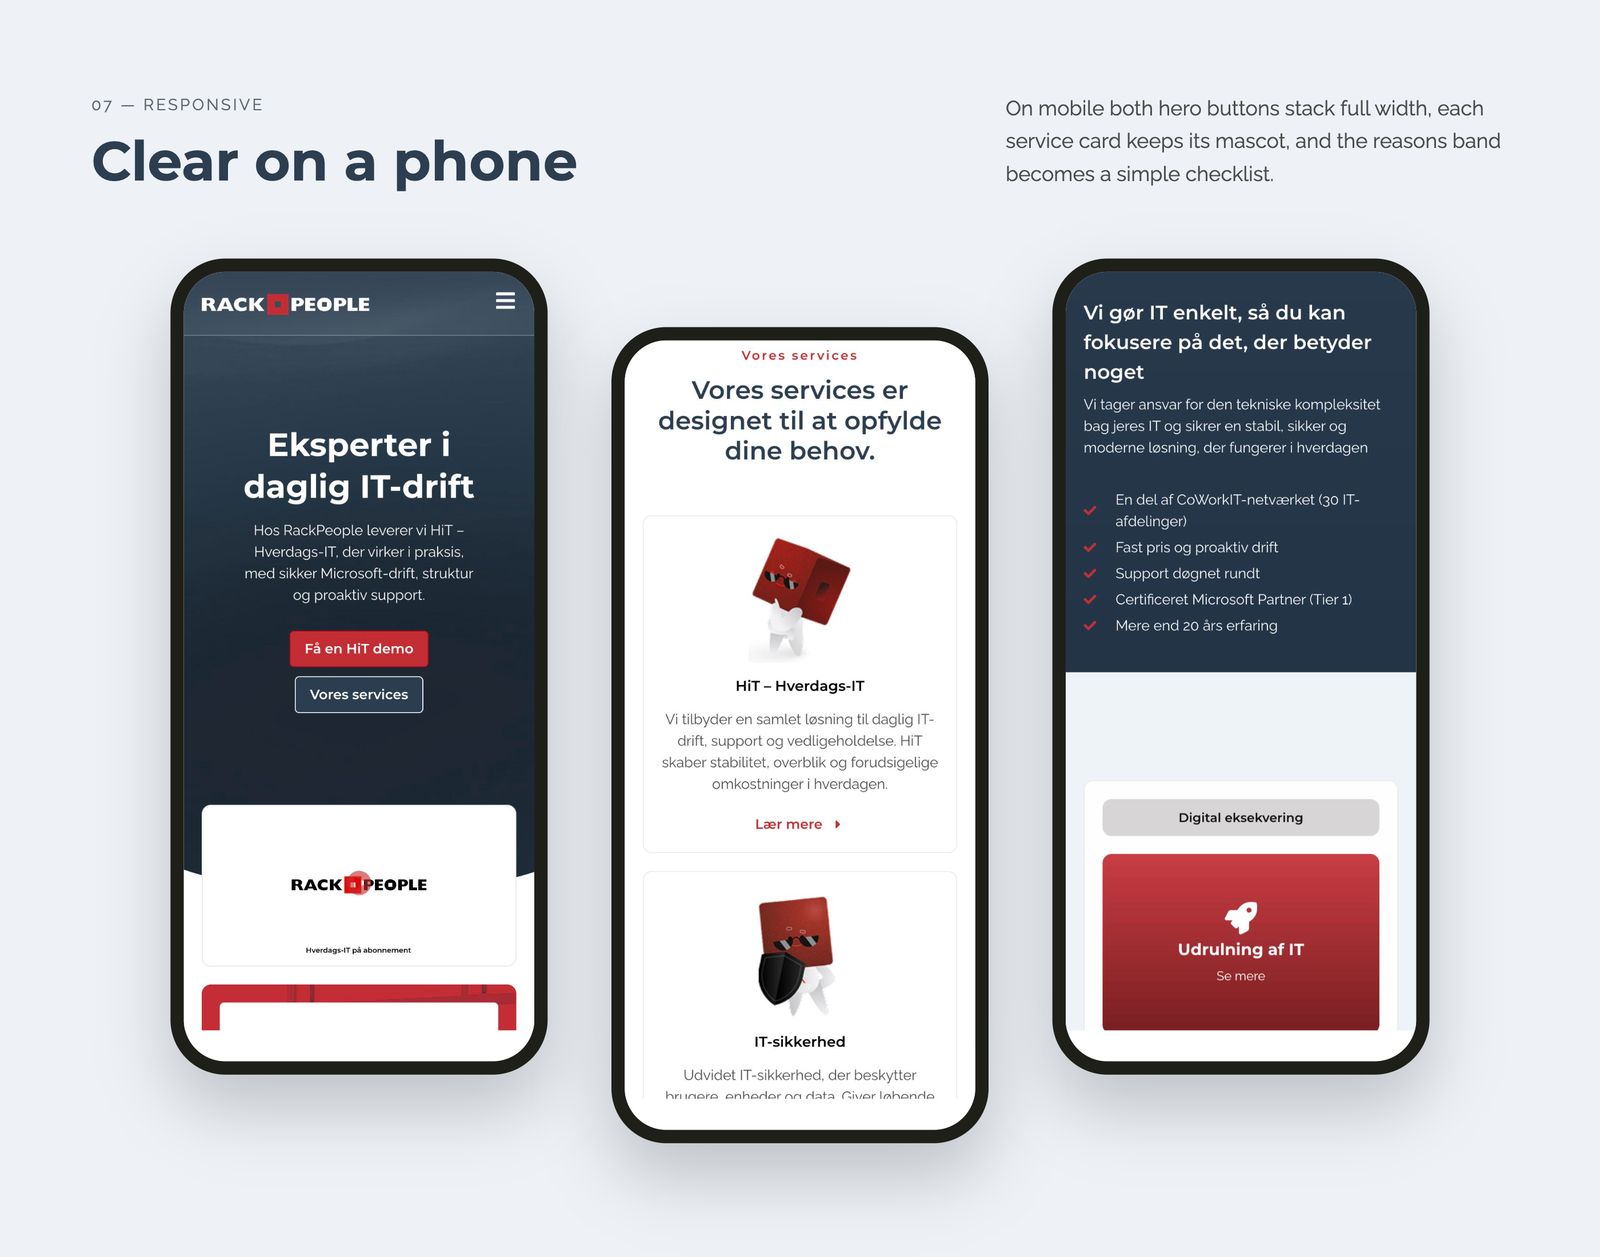 07 — RESPONSIVE
Clear on a phone
On mobile both hero buttons stack full width, each
service card keeps its mascot, and the reasons band
becomes a simple checklist.
RACK PEOPLE
Eksperter i
daglig IT-drift
Hos RackPeople leverer vi HiT –
Hverdags-IT, der virker i praksis,
med sikker Microsoft-drift, struktur
og proaktiv support.
Få en HiT demo
Vores services
RACK PEOPLE
Hverdags-IT på abonnement
Vores services
Vores services er
designet til at opfylde
dine behov.
HiT – Hverdags-IT
Vi tilbyder en samlet løsning til daglig IT-
drift, support og vedligeholdelse. HiT
skaber stabilitet, overblik og forudsigelige
omkostninger i hverdagen.
Lær mere
IT-sikkerhed
Udvidet IT-sikkerhed, der beskytter
brugere, enheder og data. Giver løbende
Vi gør IT enkelt, så du kan
fokusere på det, der betyder
noget
Vi tager ansvar for den tekniske kompleksitet
bag jeres IT og sikrer en stabil, sikker og
moderne løsning, der fungerer i hverdagen
En del af CoWorkIT-netværket (30 IT-
afdelinger)
Fast pris og proaktiv drift
Support døgnet rundt
Certificeret Microsoft Partner (Tier 1)
Mere end 20 års erfaring
Digital eksekvering
Udrulning af IT
Se mere